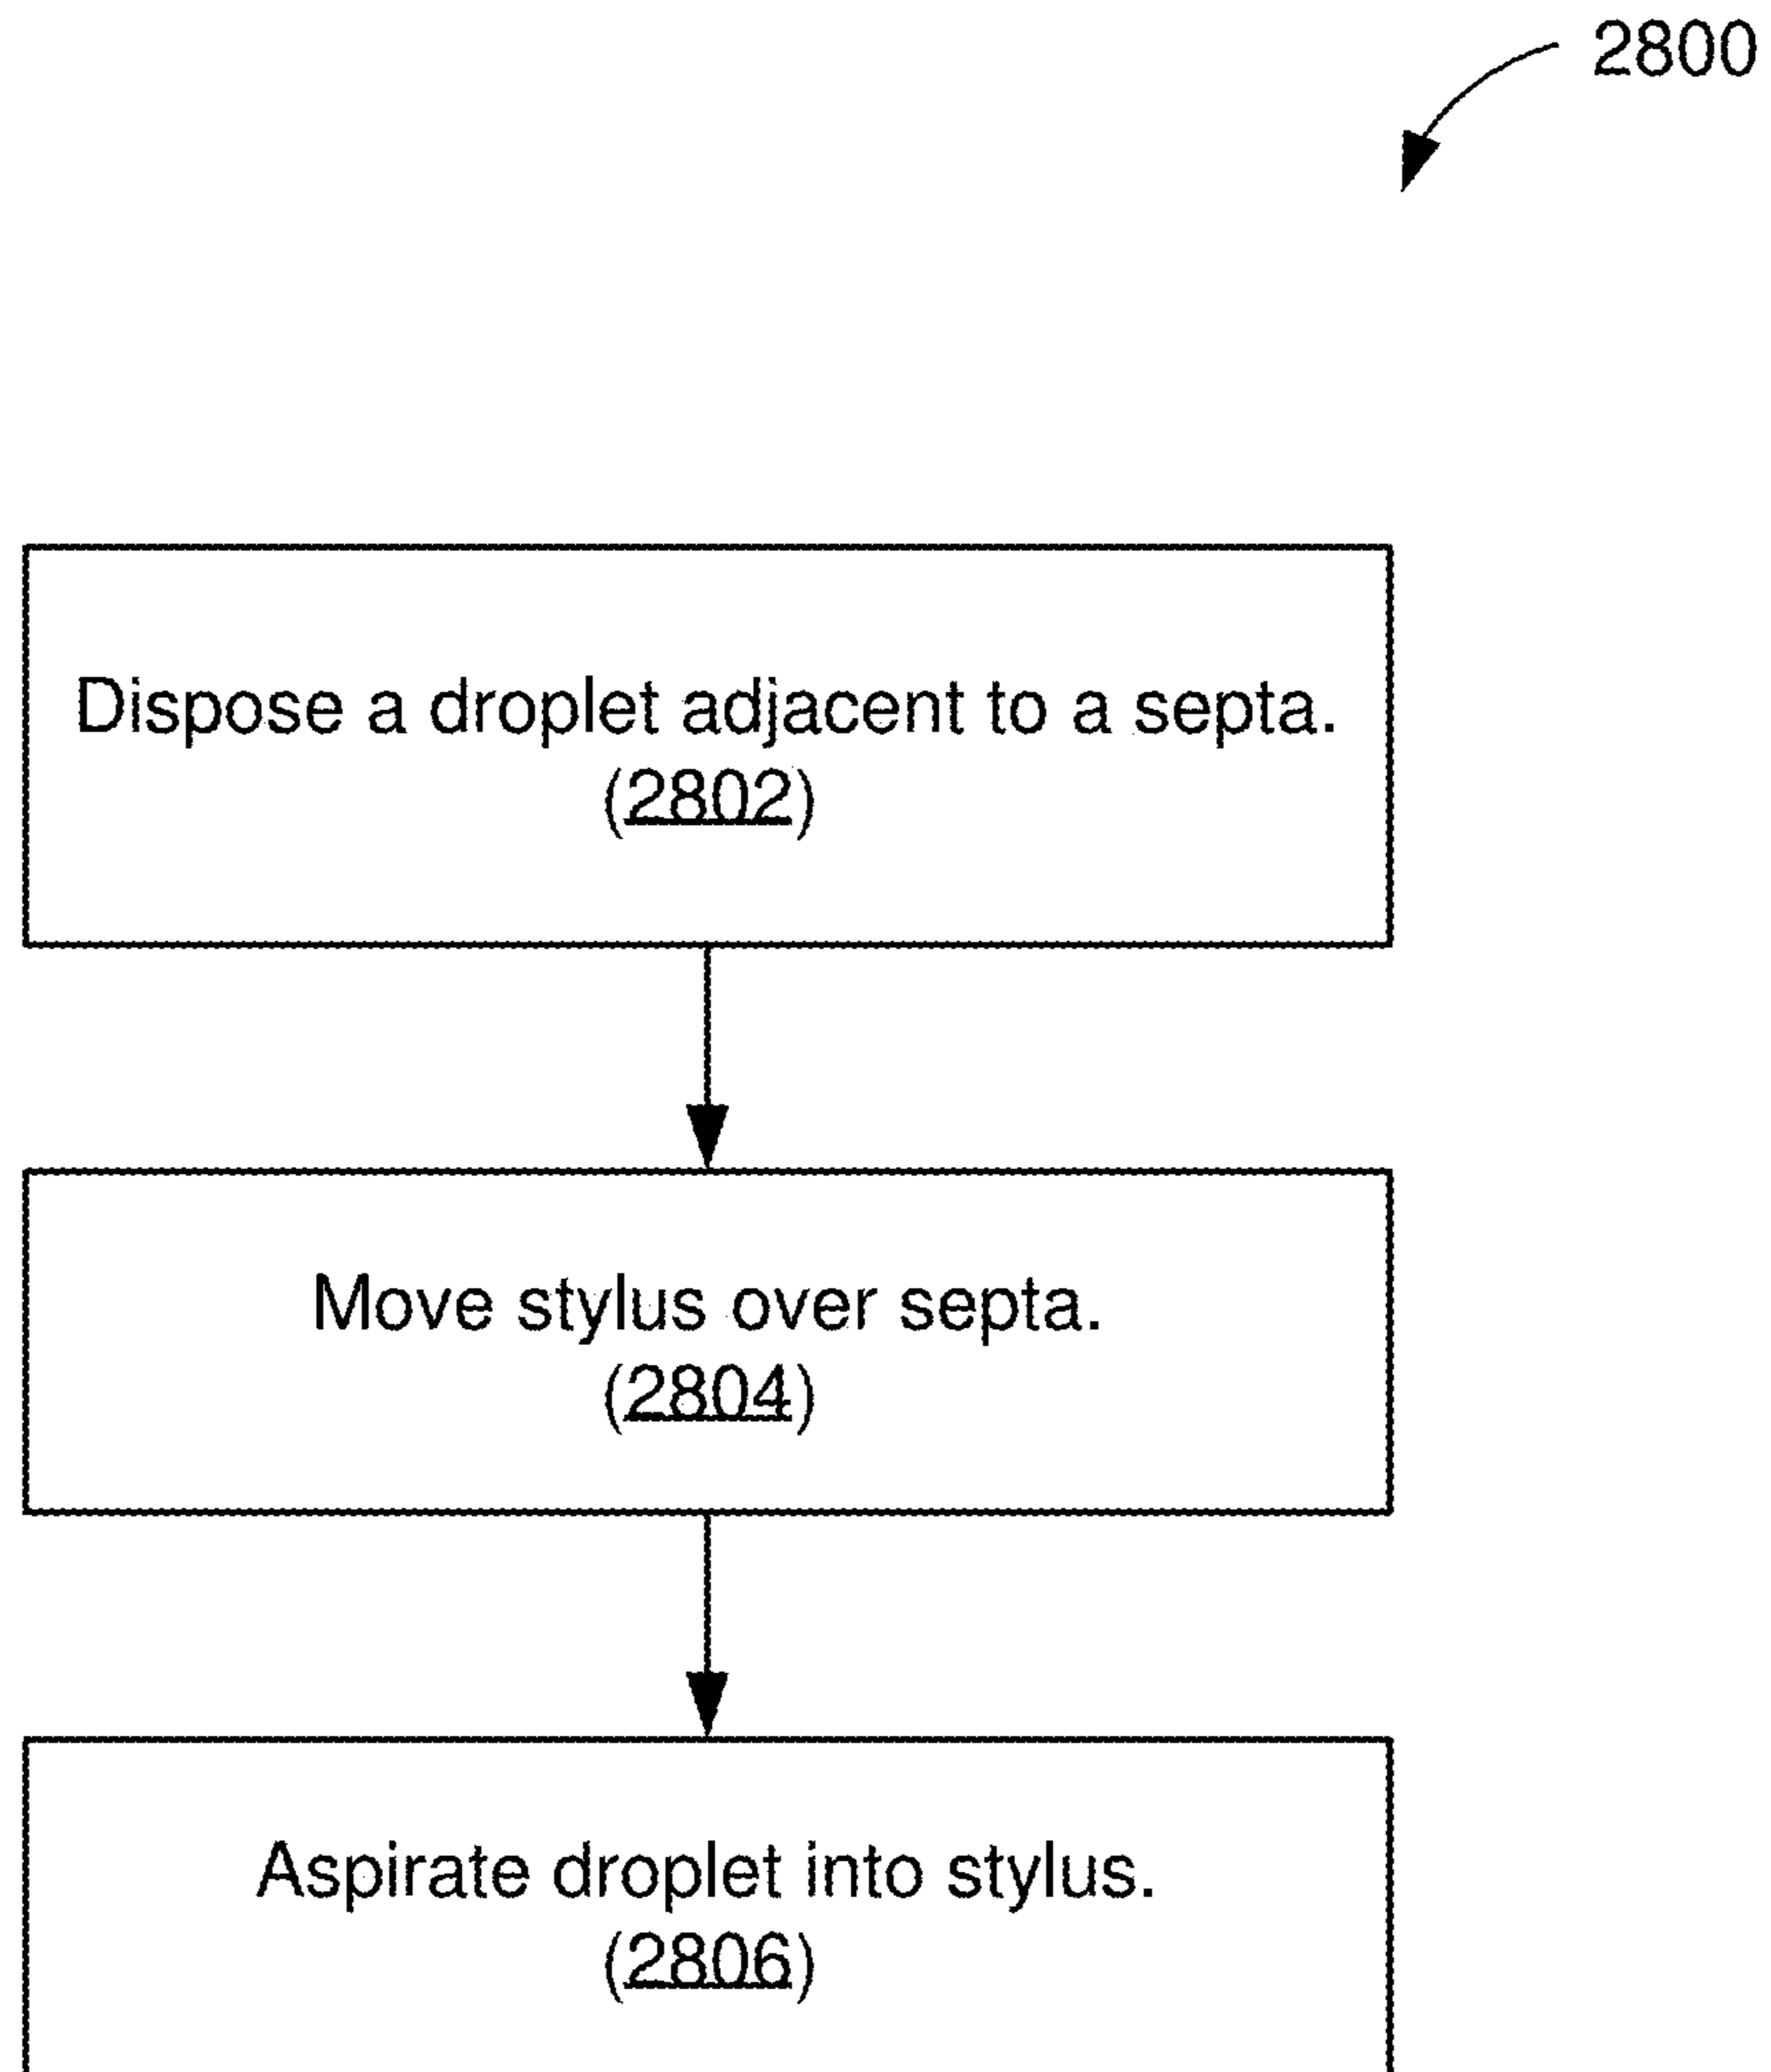 2800
Dispose a droplet adjacent to a septa.
(2802)
Move stylus over septa.
(2804)
Aspirate droplet into stylus.
(2806)